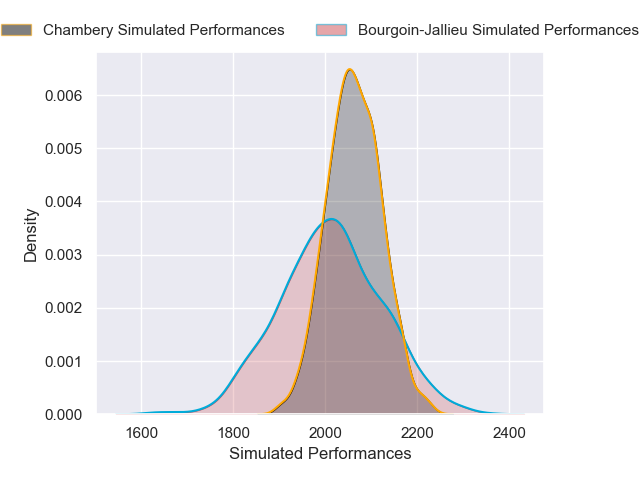 Chambery Simulated Performances
Bourgoin-Jallieu Simulated Performances
0.006
0.005
0.004
0.003
0.002
0.001
0.000
Density
1600 1800 2000 2200 2400
Simulated Performances